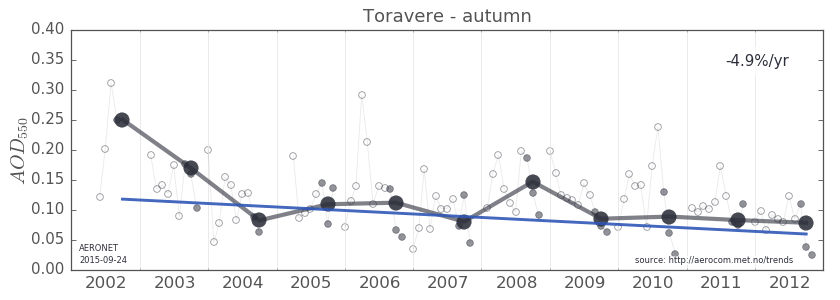 Toravere - autumn
-4.9%/yr
AOD550
0.40
0.35
0.30
0.25
0.20
0.15
0.10
0.05
0.00
AERONET
2015-09-24
source: http://aerocom.met.no/trends
2002 2003 2004 2005 2006 2007 2008 2009 2010 2011 2012